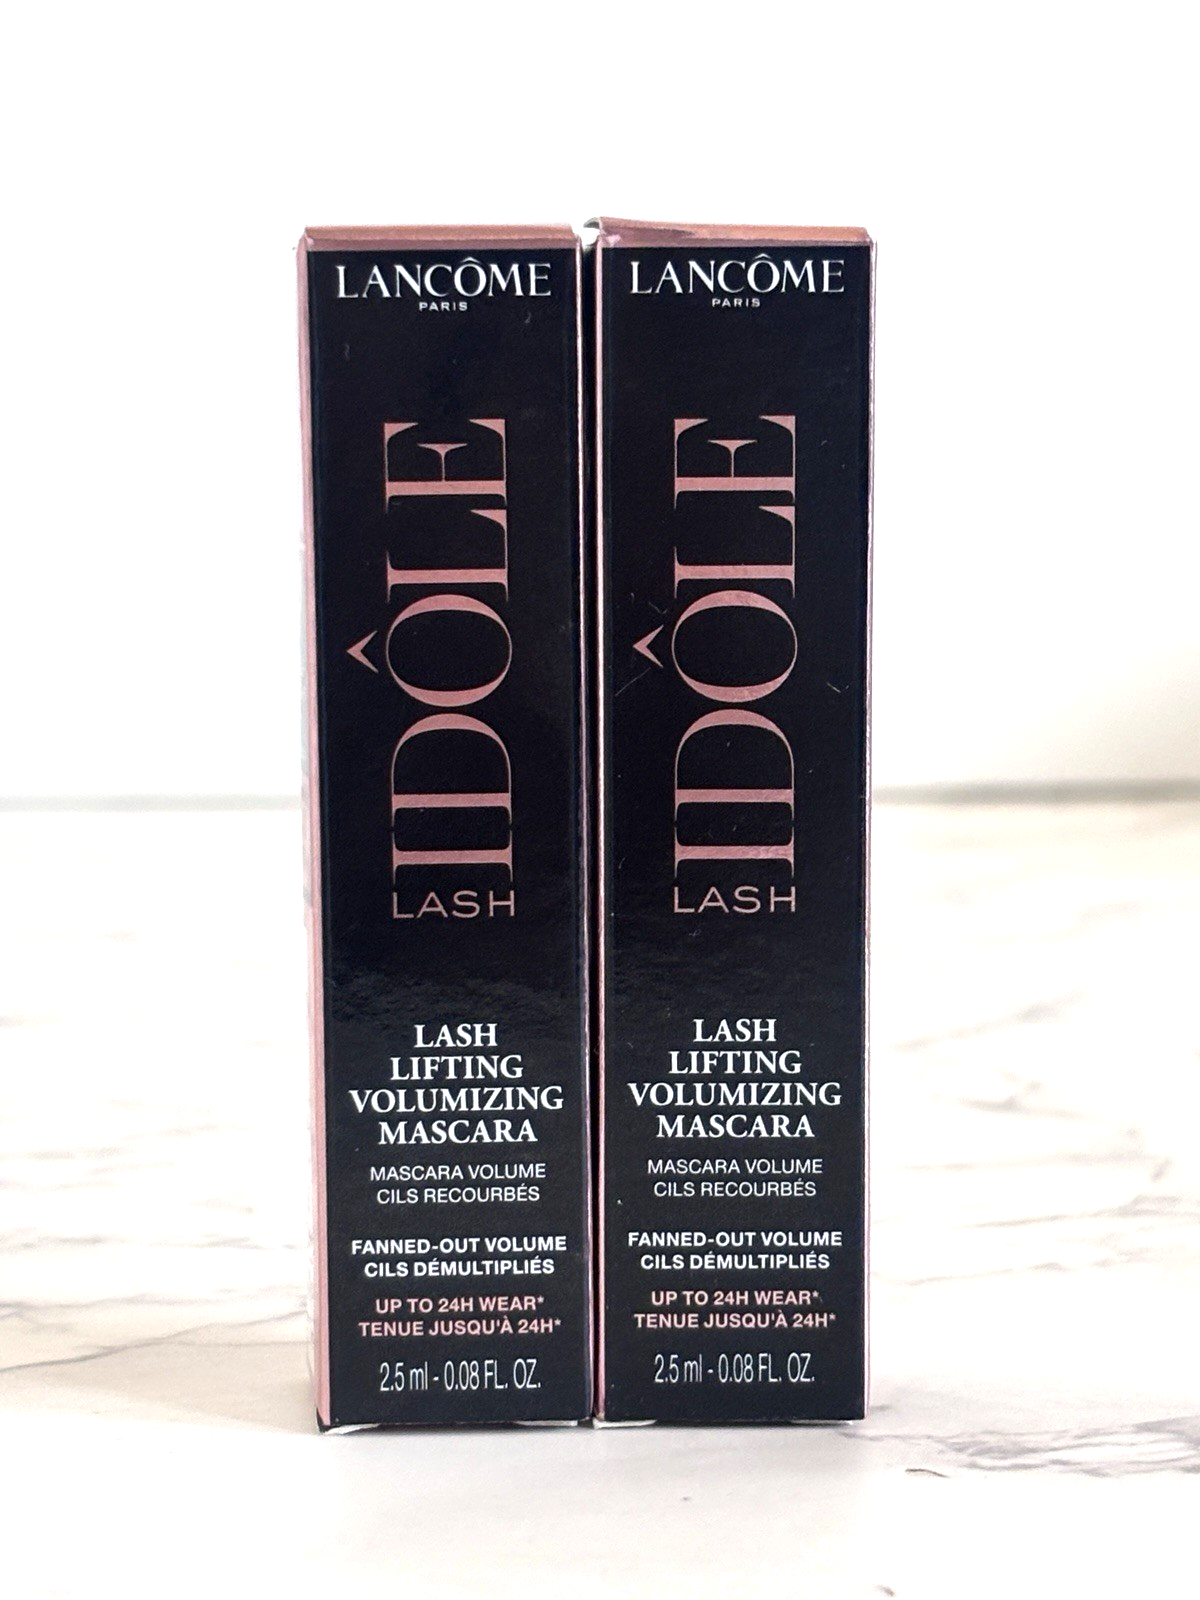 LANCÔME
PARIS
IDÔLE
LASH
LASH
LIFTING
VOLUMIZING
MASCARA
MASCARA VOLUME
CILS RECOURBÉS
FANNED-OUT VOLUME
CILS DÉMULTIPLIÉS
UP TO 24H WEAR*
TENUE JUSQU'À 24H*
2.5 ml - 0.08 FL. OZ.
LANCÔME
PARIS
IDÔLE
LASH
LASH
LIFTING
VOLUMIZING
MASCARA
MASCARA VOLUME
CILS RECOURBÉS
FANNED-OUT VOLUME
CILS DÉMULTIPLIÉS
UP TO 24H WEAR*
TENUE JUSQU'À 24H*
2.5 ml - 0.08 FL. OZ.